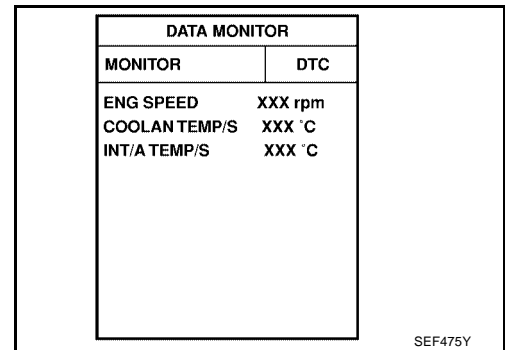 DATA MONITOR
MONITOR DTC
ENG SPEED XXX rpm
COOLAN TEMP/S XXX °C
INT/A TEMP/S XXX °C
SEF475Y